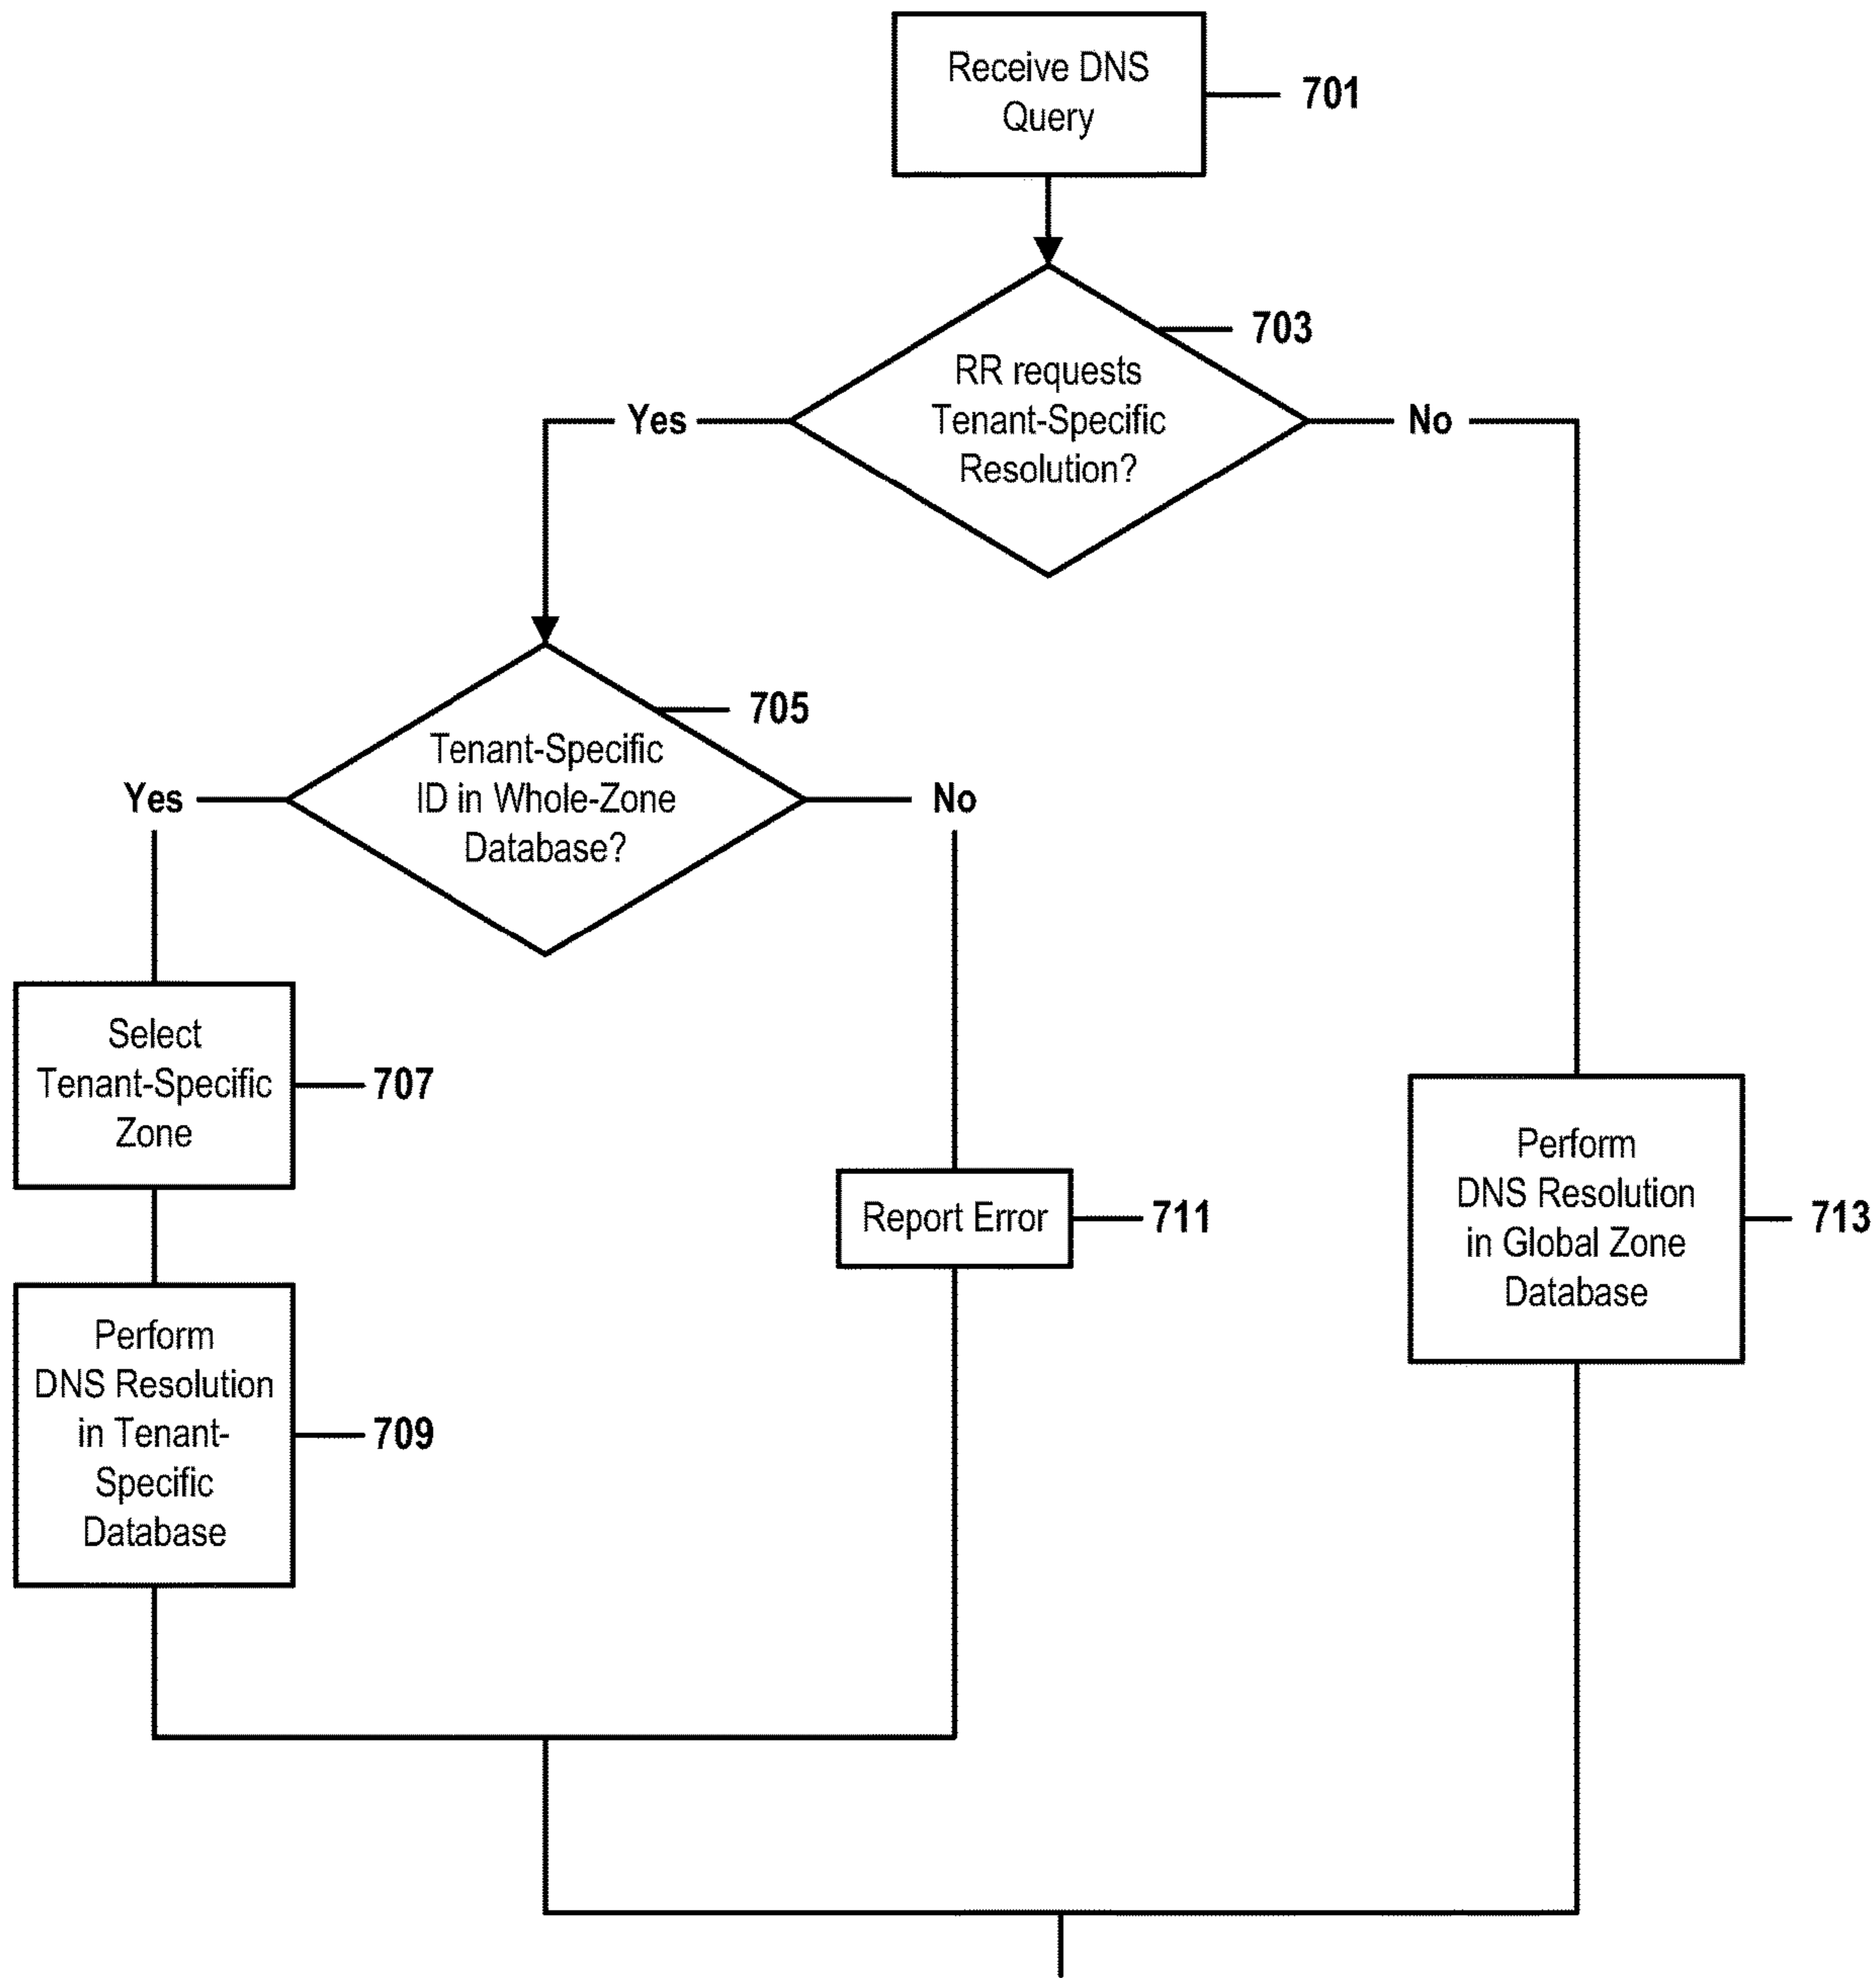 Receive DNS
Query
701
703
RR requests
Tenant-Specific
Resolution?
Yes
No
705
Tenant-Specific
ID in Whole-Zone
Database?
Yes
No
Select
Tenant-Specific
Zone
707
Report Error
711
Perform
DNS Resolution
in Global Zone
Database
713
Perform
DNS Resolution
in Tenant-
Specific
Database
709